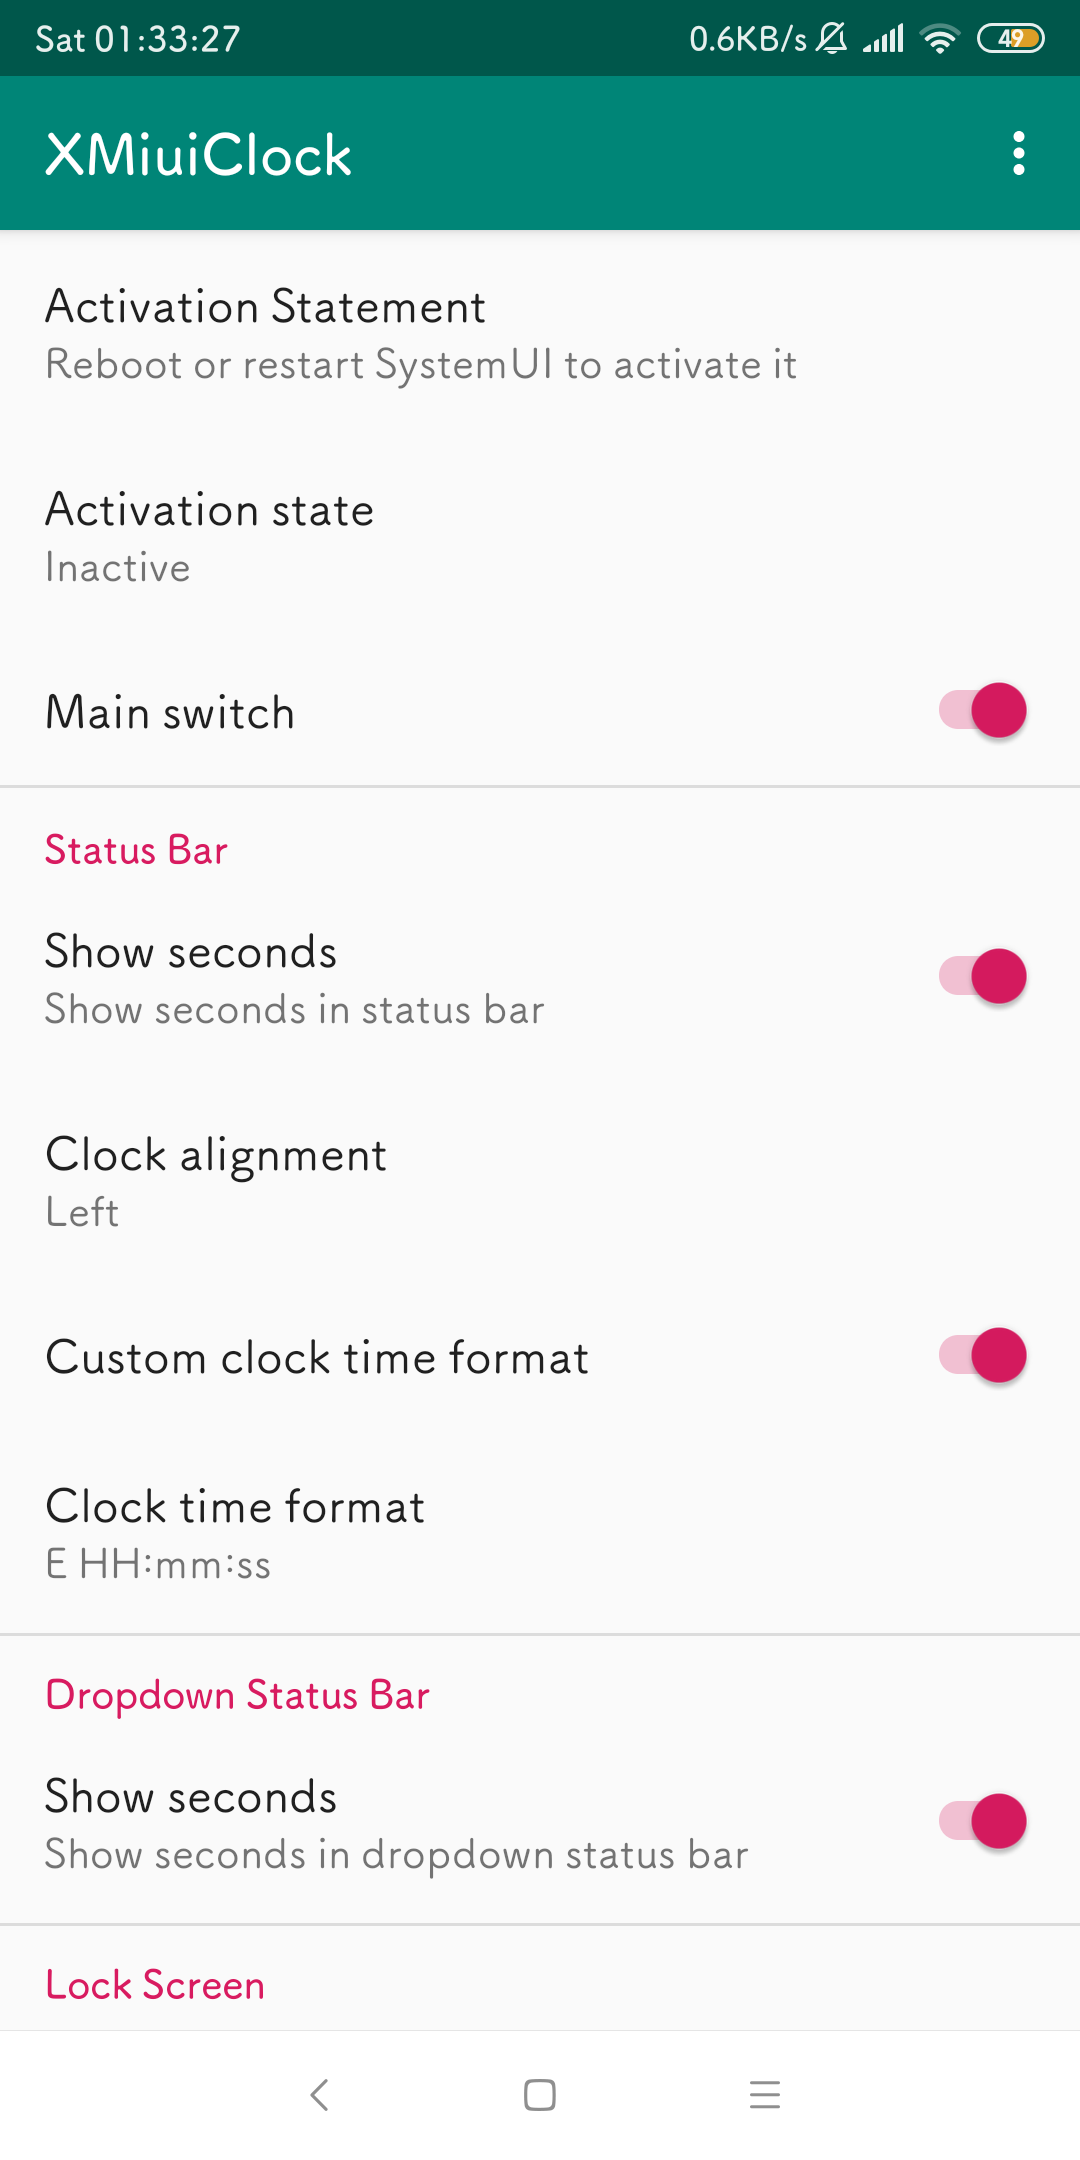 Sat 01:33:27 0.6KB/s 49
XMiuiClock
Activation Statement
Reboot or restart SystemUI to activate it
Activation state
Inactive
Main switch
Status Bar
Show seconds
Show seconds in status bar
Clock alignment
Left
Custom clock time format
Clock time format
E HH:mm:ss
Dropdown Status Bar
Show seconds
Show seconds in dropdown status bar
Lock Screen